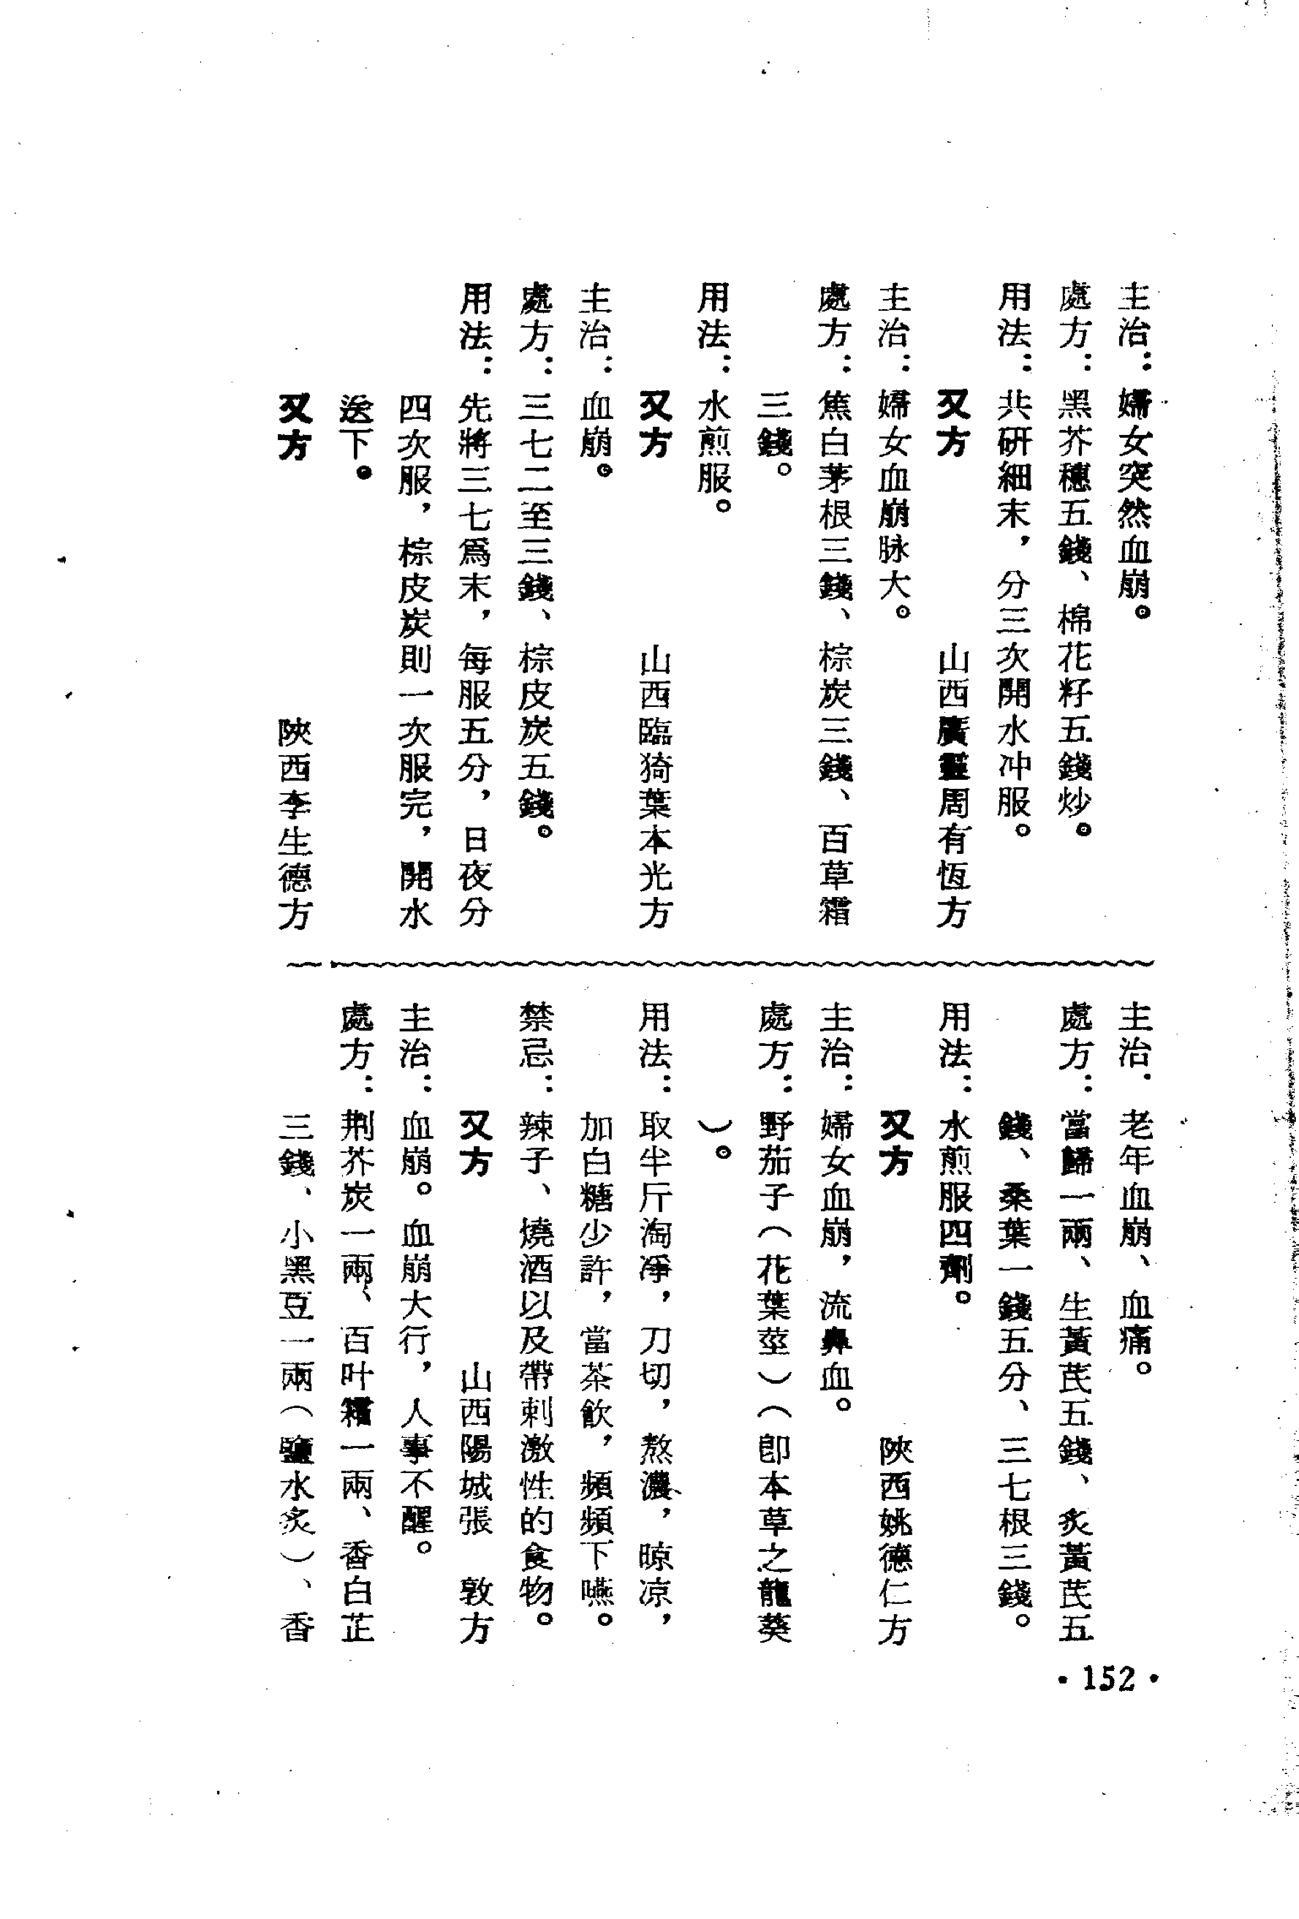 主治：婦女突然血崩。
處方：黑芥穗五錢、棉花籽五錢炒。
用法：共研細末，分三次開水冲服。
又方　山西廣靈周有恆方
主治：婦女血崩脉大。
處方：焦白茅根三錢、棕炭三錢、百草霜
三錢。
用法：水煎服。
又方　山西臨猗葉本光方
主治：血崩。
處方：三七二至三錢、棕皮炭五錢。
用法：先將三七爲末，每服五分，日夜分
四次服，棕皮炭則一次服完，開水
送下。
又方　陝西李生德方
主治．老年血崩、血痛。
處方：當歸一兩、生黃芪五錢、炙黃芪五
錢、桑葉一錢五分、三七根三錢。
用法：水煎服四劑。
又方　陝西姚德仁方
主治：婦女血崩，流鼻血。
處方：野茄子（花葉莖）（卽本草之龍葵
）。
用法：取半斤淘凈，刀切，熬濃，晾凉，
加白糖少許，當茶飲，頻頻下嚥。
禁忌：辣子、燒酒以及帶刺激性的食物。
又方　山西陽城張　敦方
主治：血崩。血崩大行，人事不醒。
處方：荆芥炭一兩、百叶霜一兩、香白芷
三錢、小黑豆一兩（鹽水炙）、香
·152·